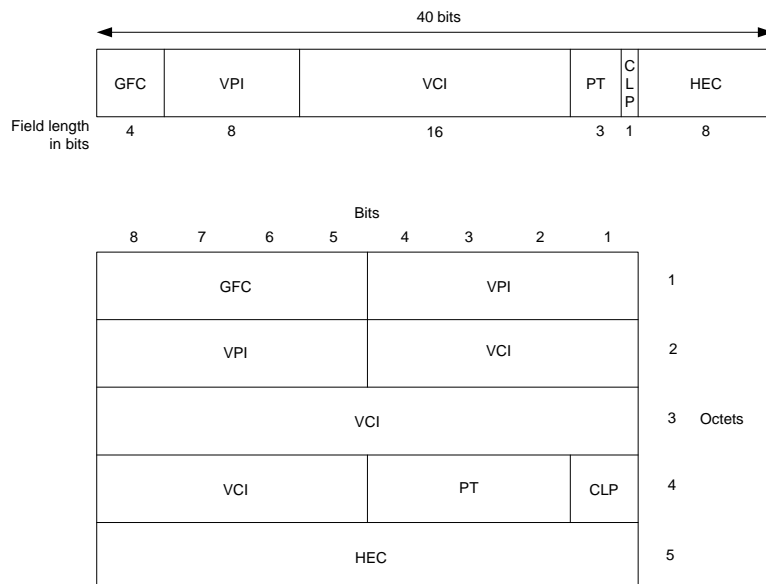 40 bits
GFC VPI VCI PT CLP HEC
Field length
in bits
4 8 16 3 1 8
Bits
8 7 6 5 4 3 2 1
GFC VPI 1
VPI VCI 2
VCI 3 Octets
VCI PT CLP 4
HEC 5